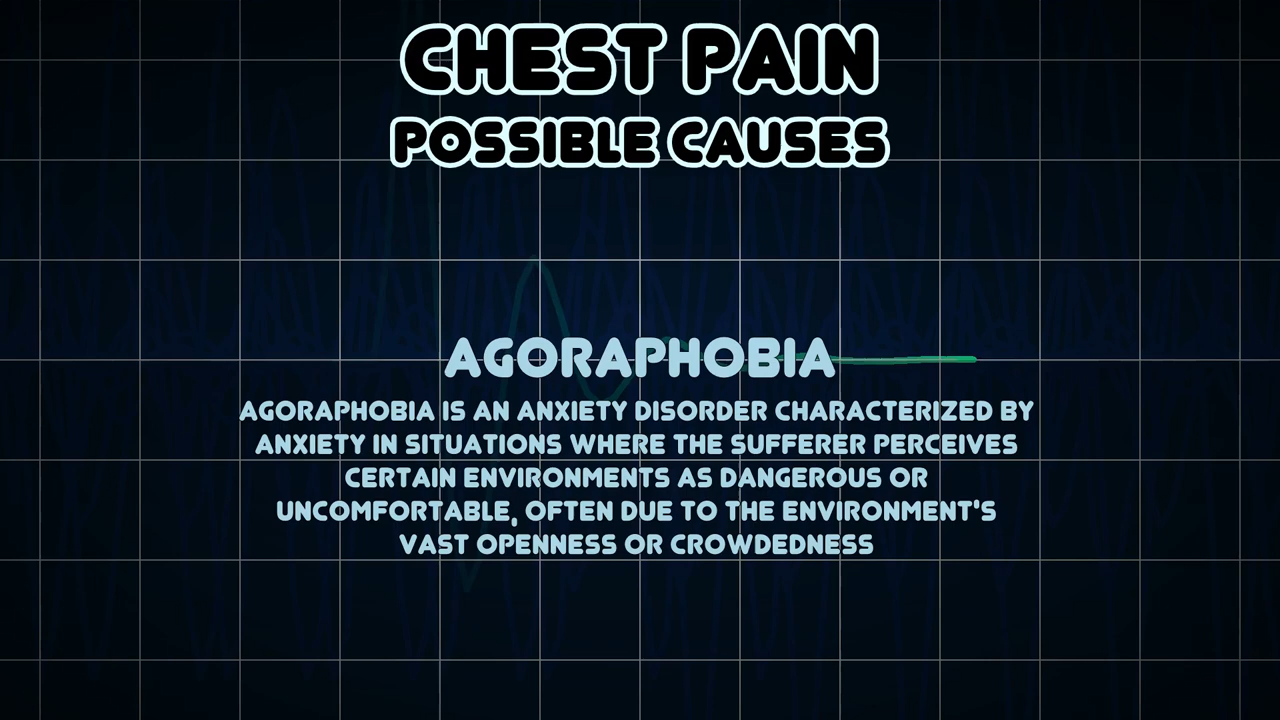 CHEST PAIN
POSSIBLE CAUSES
AGORAPHOBIA
AGORAPHOBIA IS AN ANXIETY DISORDER CHARACTERIZED BY
ANXIETY IN SITUATIONS WHERE THE SUFFERER PERCEIVES
CERTAIN ENVIRONMENTS AS DANGEROUS OR
UNCOMFORTABLE, OFTEN DUE TO THE ENVIRONMENT'S
VAST OPENNESS OR CROWDEDNESS